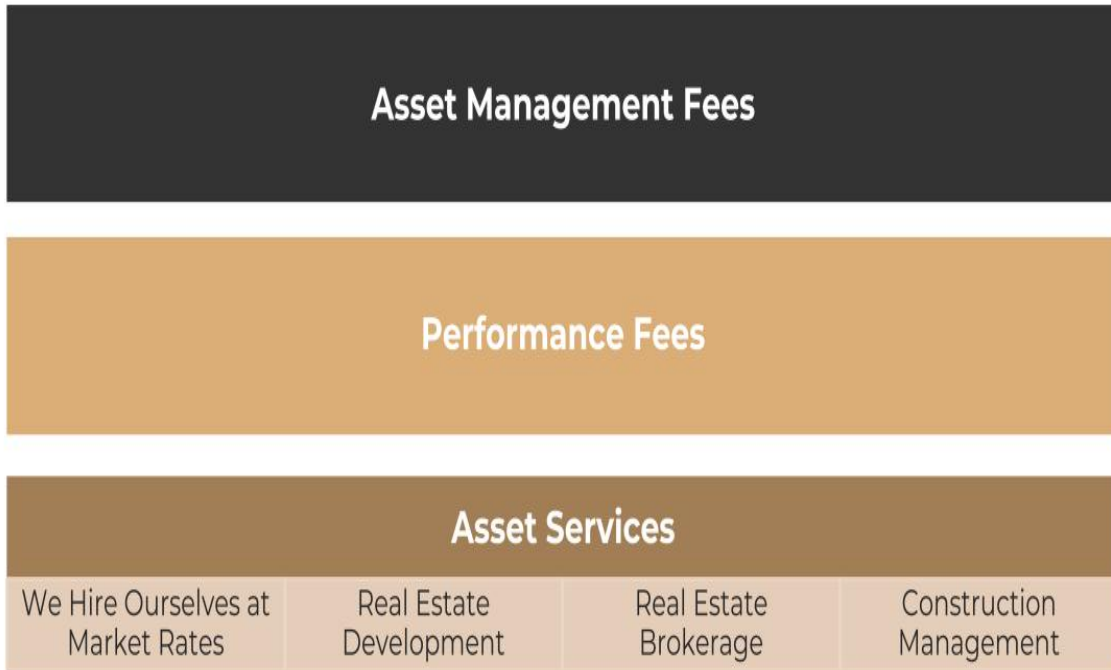 Asset Management Fees
Performance Fees
Asset Services
We Hire Ourselves at
Market Rates
Real Estate
Development
Real Estate
Brokerage
Construction
Management